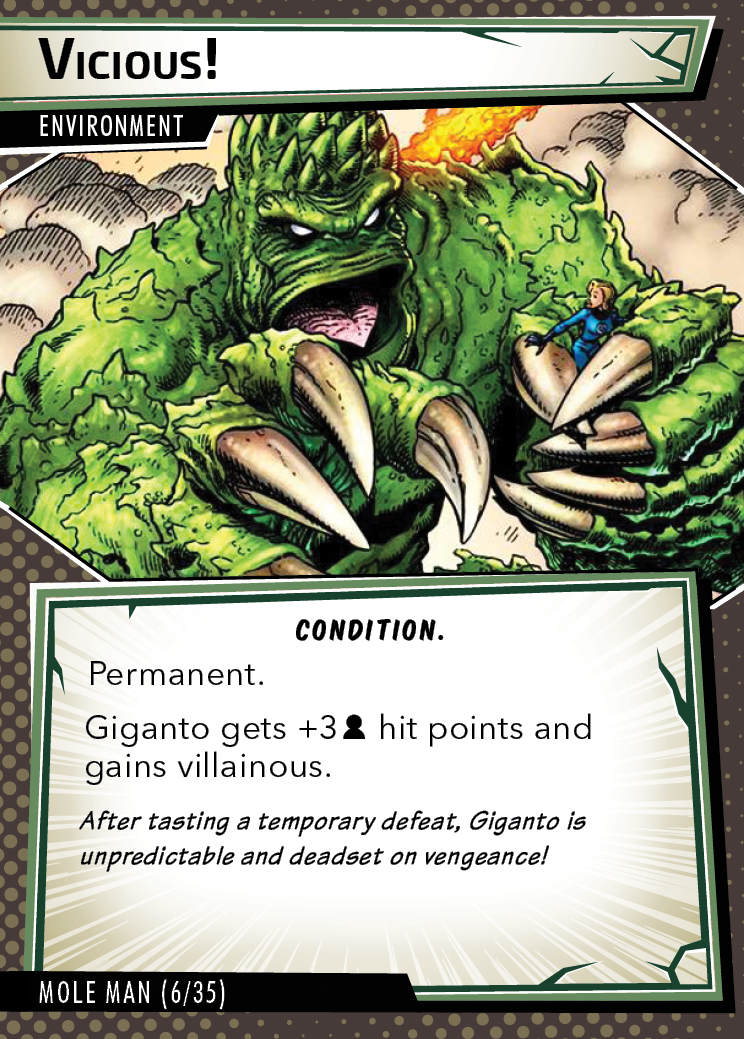 VICIOUS!
ENVIRONMENT
CONDITION.
Permanent.
Giganto gets +3 hit points and
gains villainous.
After tasting a temporary defeat, Giganto is
unpredictable and deadset on vengeance!
MOLE MAN (6/35)